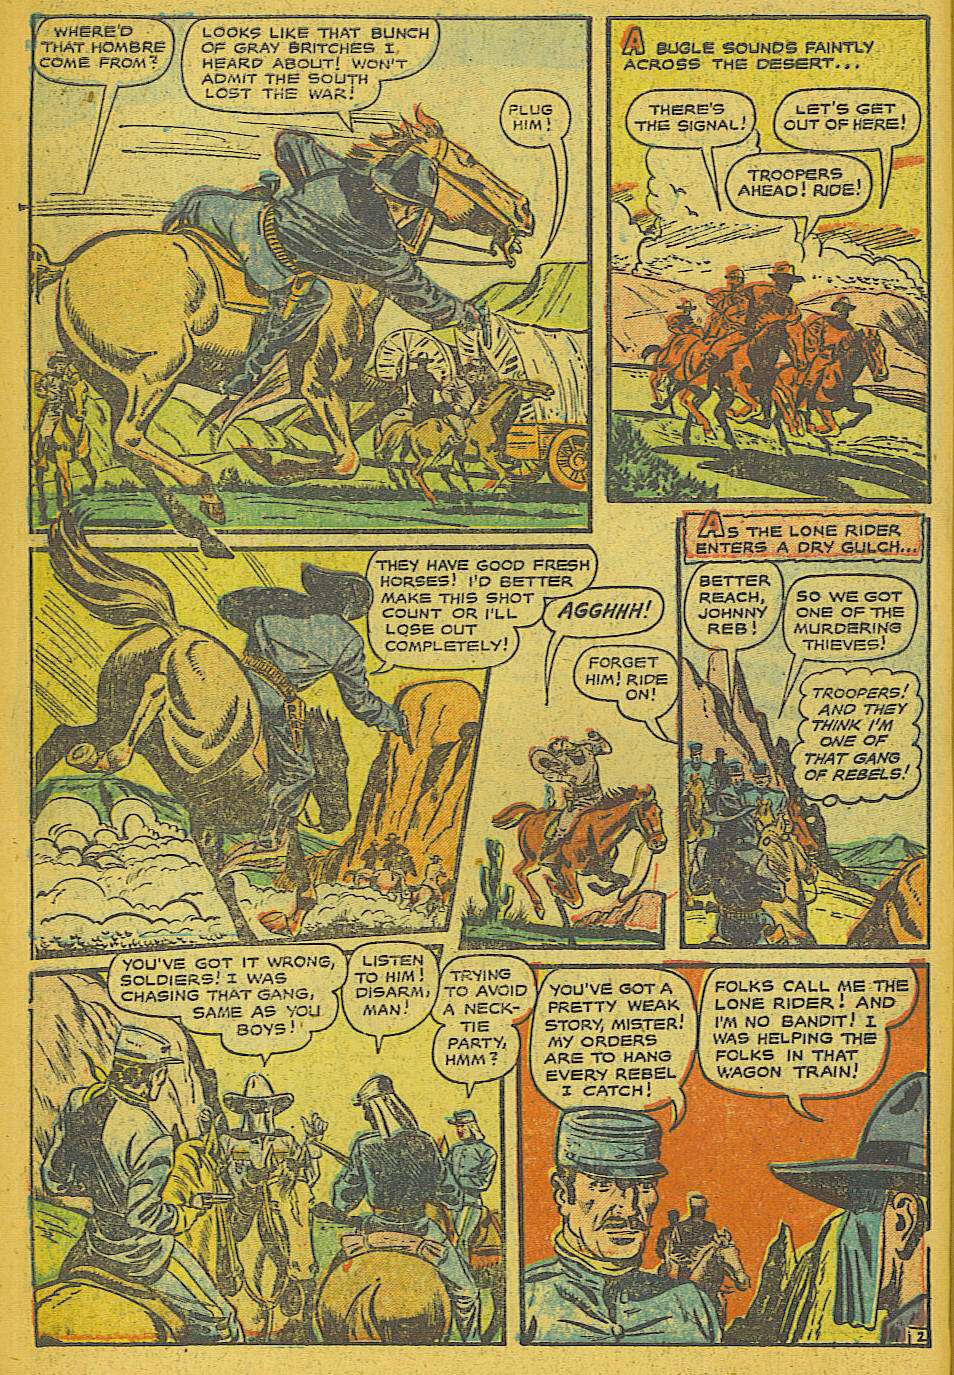 WHERE'D
THAT HOMBRE
COME FROM?
LOOKS LIKE THAT BUNCH
OF GRAY BRITCHES I
HEARD ABOUT! WON'T
ADMIT THE SOUTH
LOST THE WAR!
PLUG
HIM!
A BUGLE SOUNDS FAINTLY
ACROSS THE DESERT...
THERE'S
THE SIGNAL!
LET'S GET
OUT OF HERE!
TROOPERS
AHEAD! RIDE!
THEY HAVE GOOD FRESH
HORSES! I'D BETTER
MAKE THIS SHOT
COUNT OR I'LL
LOSE OUT
COMPLETELY!
AGGHHH!
FORGET
HIM! RIDE
ON!
AS THE LONE RIDER
ENTERS A DRY GULCH...
BETTER
REACH,
JOHNNY
REB!
SO WE GOT
ONE OF THE
MURDERING
THIEVES!
TROOPERS!
AND THEY
THINK I'M
ONE OF
THAT GANG
OF REBELS!
YOU'VE GOT IT WRONG,
SOLDIERS! I WAS
CHASING THAT GANG,
SAME AS YOU
BOYS!
LISTEN
TO HIM!
DISARM,
MAN!
TRYING
TO AVOID
A NECK-
TIE
PARTY,
HMM?
YOU'VE GOT A
PRETTY WEAK
STORY, MISTER!
MY ORDERS
ARE TO HANG
EVERY REBEL
I CATCH!
FOLKS CALL ME THE
LONE RIDER! AND
I'M NO BANDIT! I
WAS HELPING THE
FOLKS IN THAT
WAGON TRAIN!
2